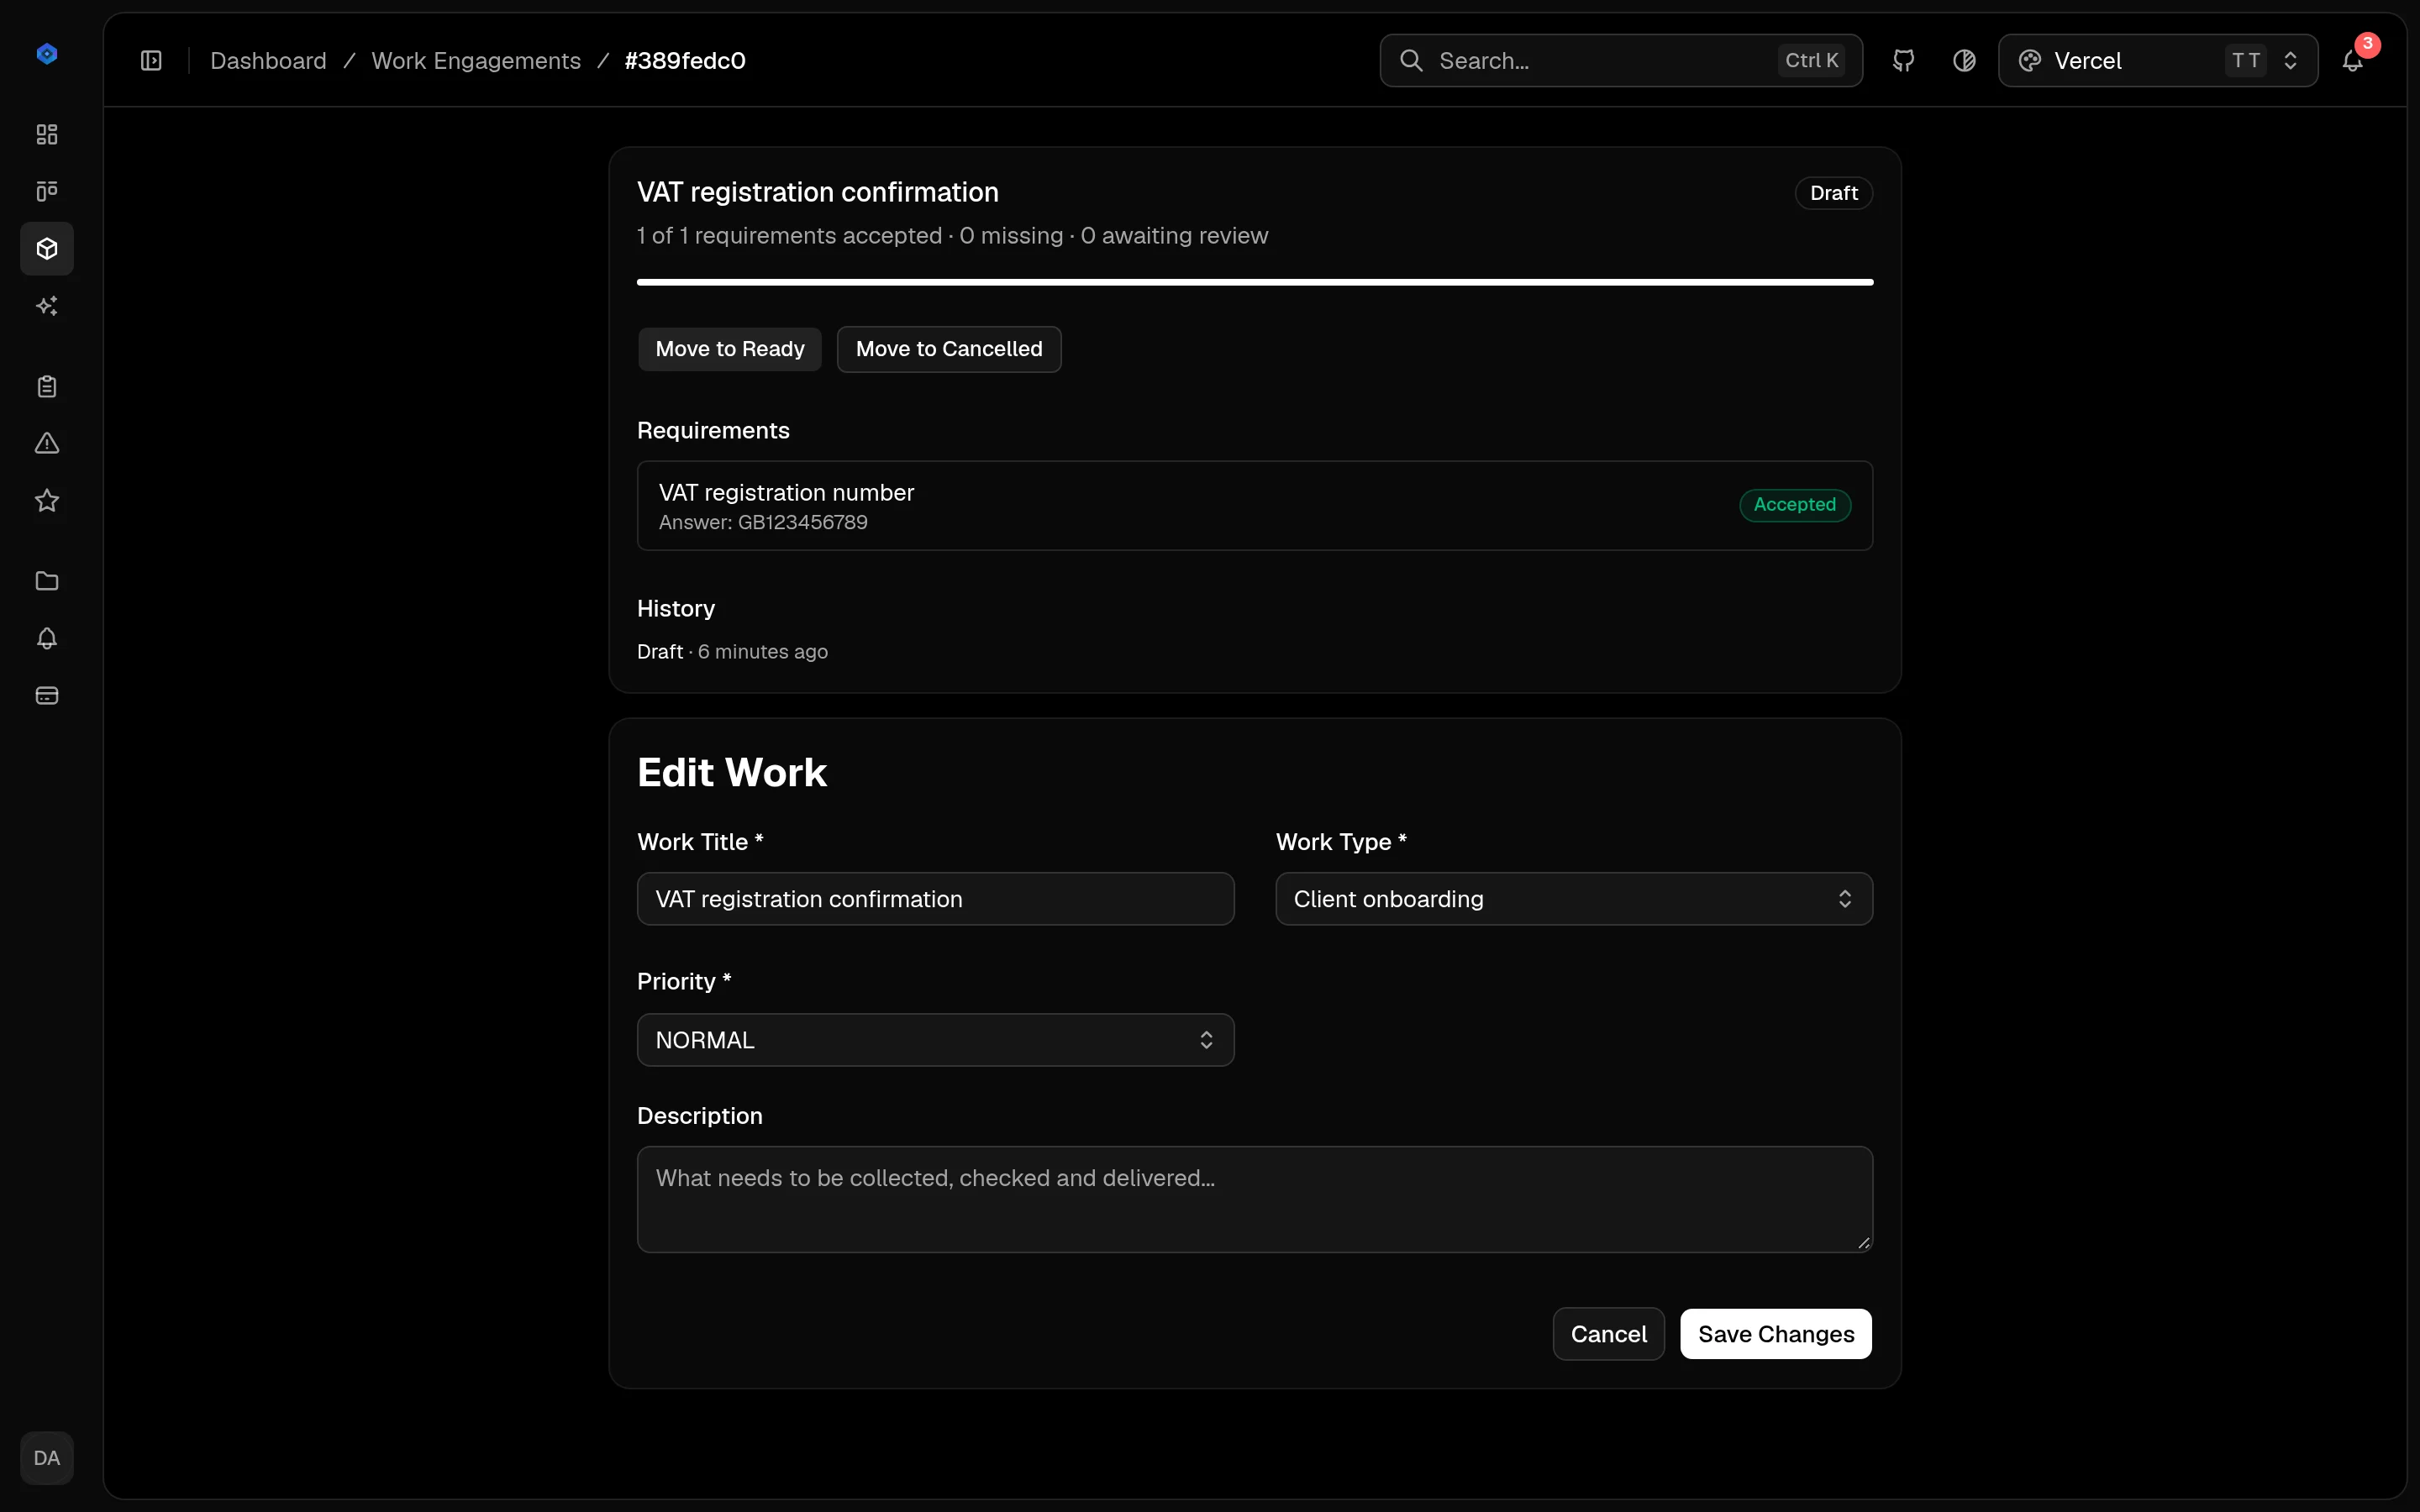 Dashboard / Work Engagements / #389fedc0
Search...
Ctrl K
Vercel
T T
3
VAT registration confirmation
Draft
1 of 1 requirements accepted · 0 missing · 0 awaiting review
Move to Ready
Move to Cancelled
Requirements
VAT registration number
Answer: GB123456789
Accepted
History
Draft · 6 minutes ago
Edit Work
Work Title *
Work Type *
VAT registration confirmation
Client onboarding
Priority *
NORMAL
Description
What needs to be collected, checked and delivered...
Cancel
Save Changes
DA